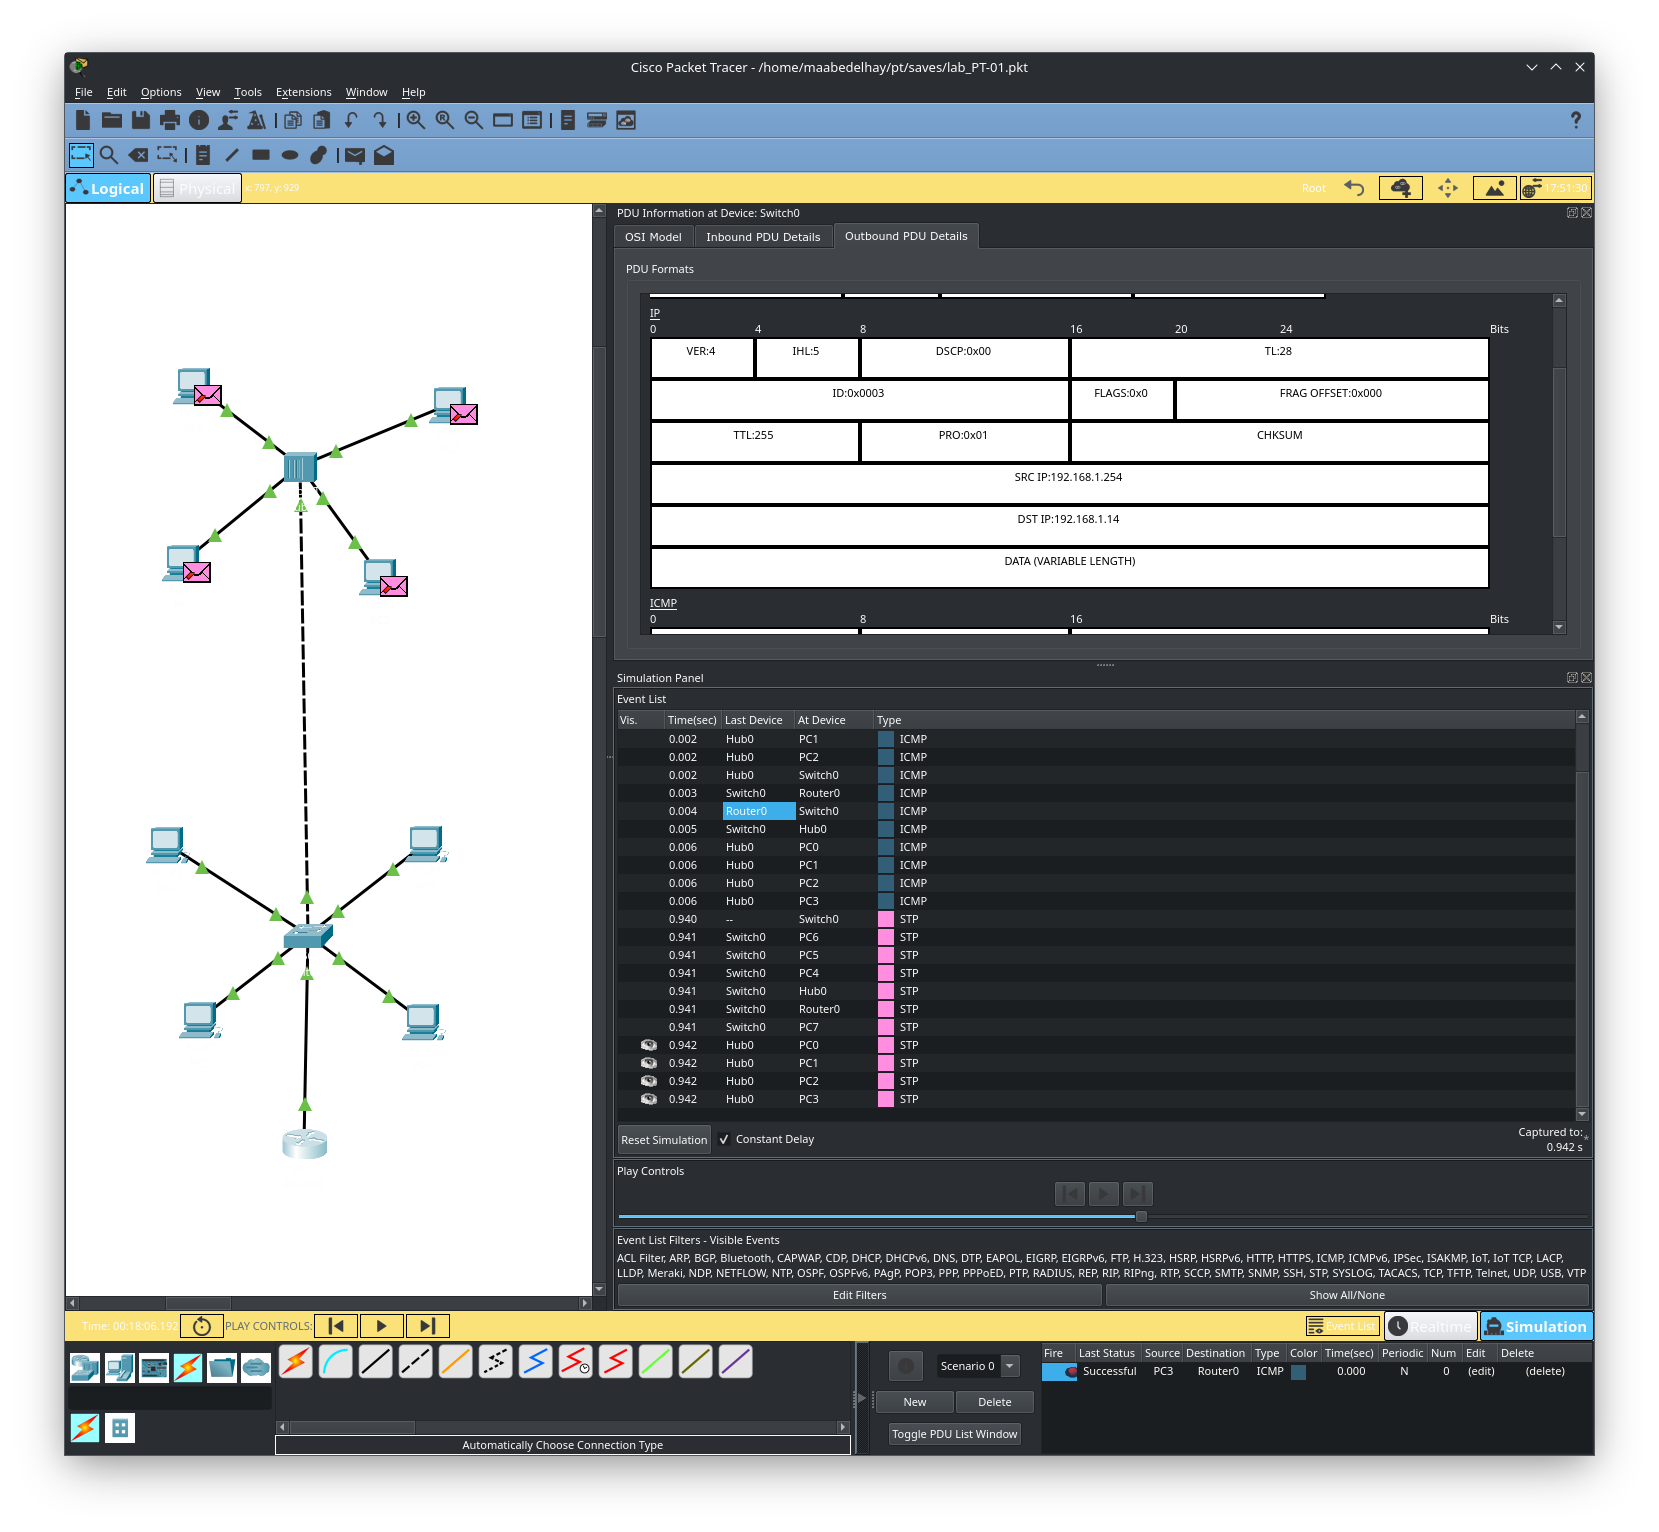 Cisco Packet Tracer - /home/maabedelhay/pt/saves/lab_PT-01.pkt
File Edit Options View Tools Extensions Window Help
Logical Physical x: 797, y: 929 Root 17:51:30
PDU Information at Device: Switch0
OSI Model Inbound PDU Details Outbound PDU Details
PDU Formats
IP
0 4 8 16 20 24 Bits
VER:4 IHL:5 DSCP:0x00 TL:28
ID:0x0003 FLAGS:0x0 FRAG OFFSET:0x000
TTL:255 PRO:0x01 CHKSUM
SRC IP:192.168.1.254
DST IP:192.168.1.14
DATA (VARIABLE LENGTH)
ICMP
0 8 16 Bits
Simulation Panel
Event List
Vis. Time(sec) Last Device At Device Type
0.002 Hub0 PC1 ICMP
0.002 Hub0 PC2 ICMP
0.002 Hub0 Switch0 ICMP
0.003 Switch0 Router0 ICMP
0.004 Router0 Switch0 ICMP
0.005 Switch0 Hub0 ICMP
0.006 Hub0 PC0 ICMP
0.006 Hub0 PC1 ICMP
0.006 Hub0 PC2 ICMP
0.006 Hub0 PC3 ICMP
0.940 -- Switch0 STP
0.941 Switch0 PC6 STP
0.941 Switch0 PC5 STP
0.941 Switch0 PC4 STP
0.941 Switch0 Hub0 STP
0.941 Switch0 Router0 STP
0.941 Switch0 PC7 STP
0.942 Hub0 PC0 STP
0.942 Hub0 PC1 STP
0.942 Hub0 PC2 STP
0.942 Hub0 PC3 STP
Reset Simulation Constant Delay Captured to: *
0.942 s
Play Controls
Event List Filters - Visible Events
ACL Filter, ARP, BGP, Bluetooth, CAPWAP, CDP, DHCP, DHCPv6, DNS, DTP, EAPOL, EIGRP, EIGRPv6, FTP, H.323, HSRP, HSRPv6, HTTP, HTTPS, ICMP, ICMPv6, IPSec, ISAKMP, IoT, IoT TCP, LACP,
LLDP, Meraki, NDP, NETFLOW, NTP, OSPF, OSPFv6, PAgP, POP3, PPP, PPPoED, PTP, RADIUS, REP, RIP, RIPng, RTP, SCCP, SMTP, SNMP, SSH, STP, SYSLOG, TACACS, TCP, TFTP, Telnet, UDP, USB, VTP
Edit Filters Show All/None
Time: 00:18:06.192 PLAY CONTROLS: Event List Realtime Simulation
Scenario 0
New Delete
Toggle PDU List Window
Fire Last Status Source Destination Type Color Time(sec) Periodic Num Edit Delete
Successful PC3 Router0 ICMP 0.000 N 0 (edit) (delete)
Automatically Choose Connection Type